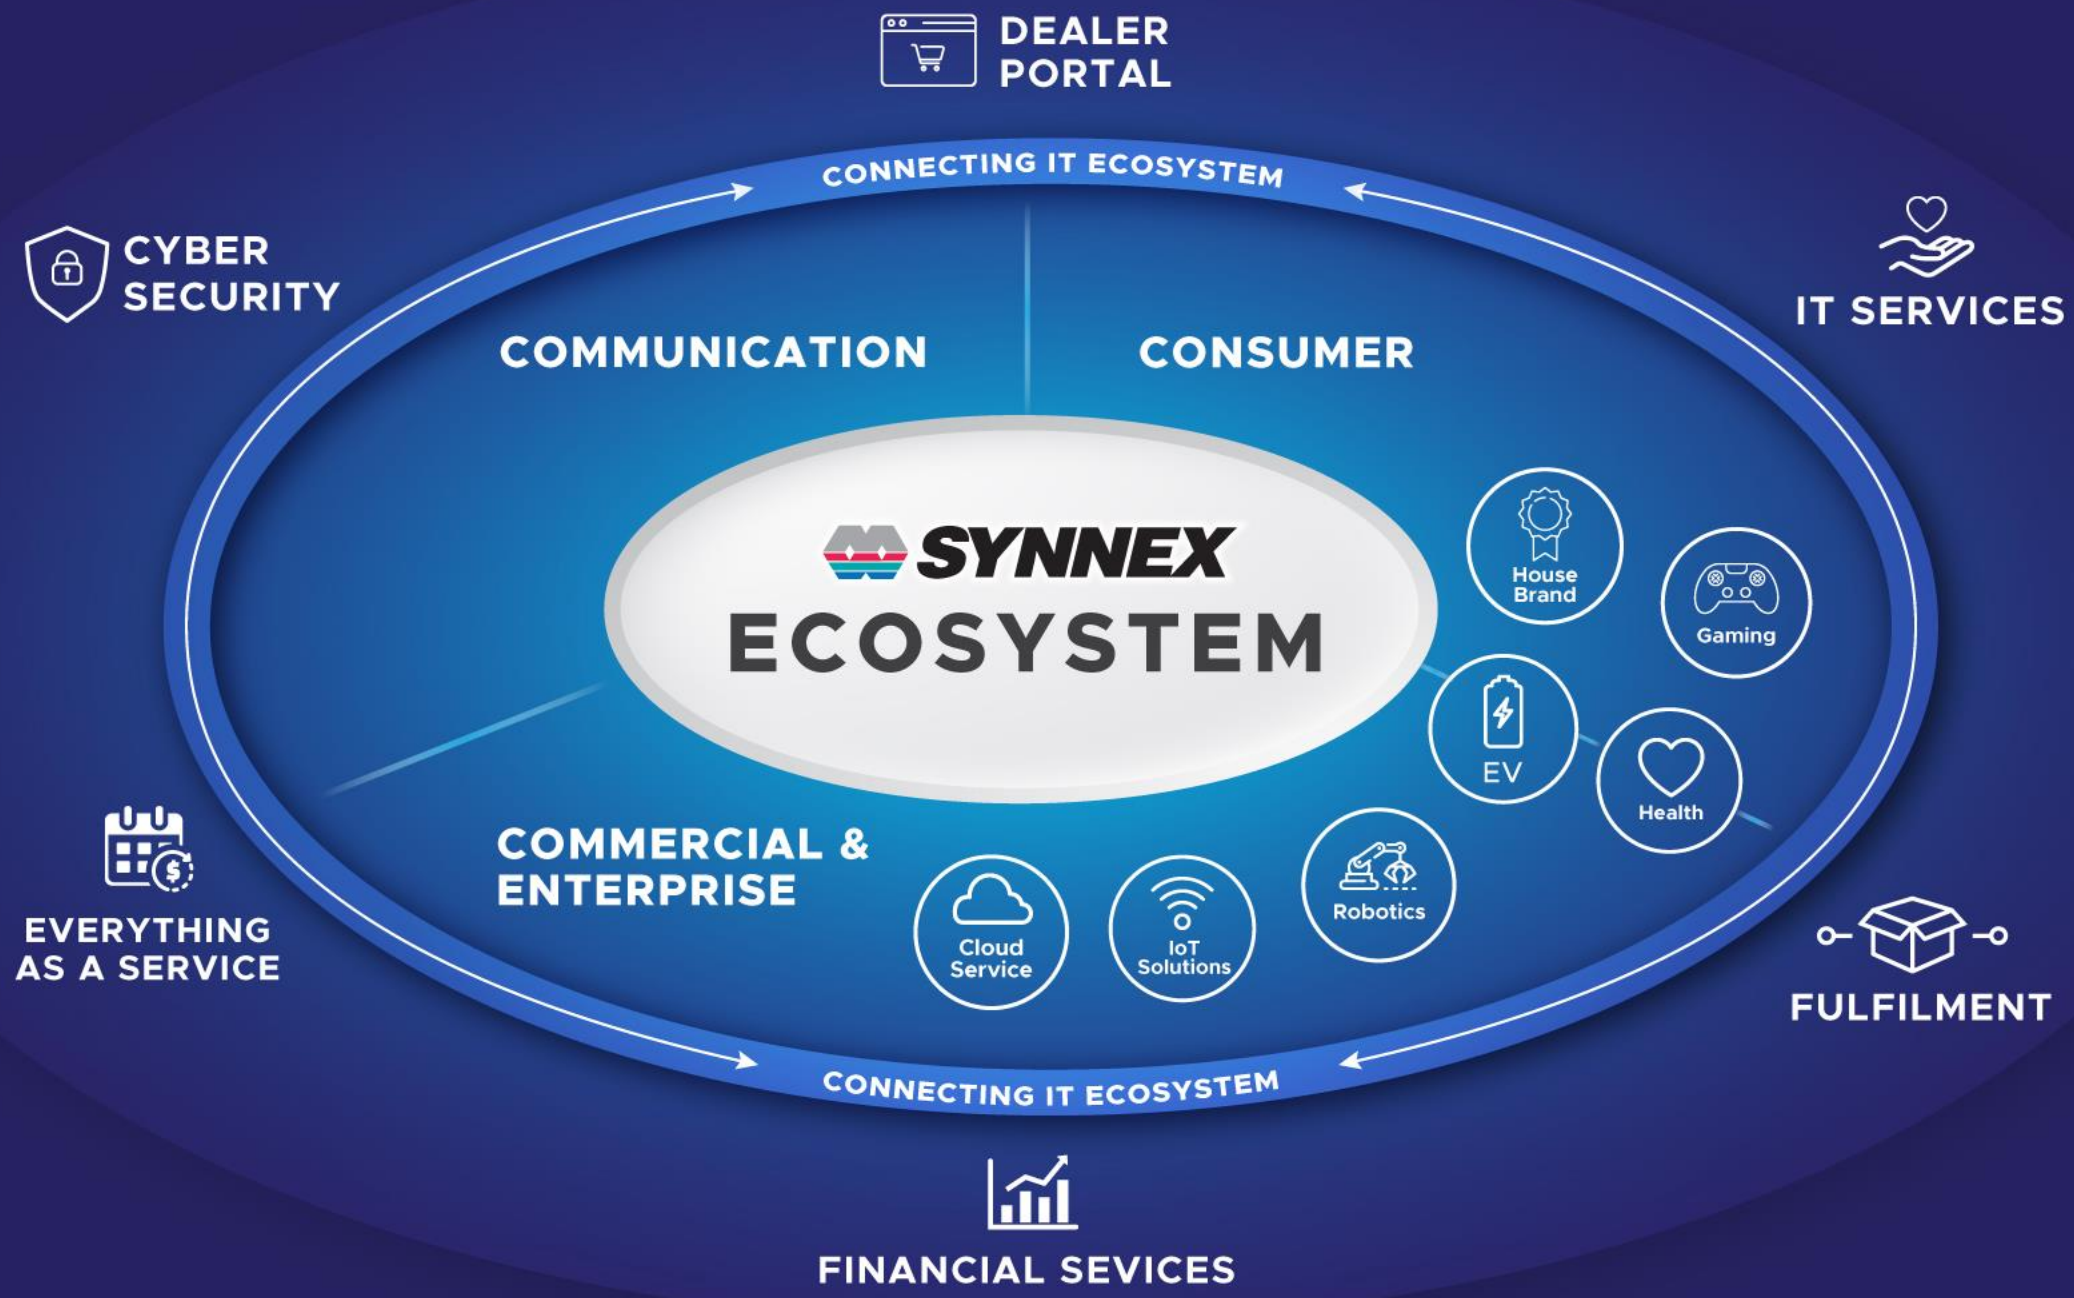 DEALER
PORTAL
CONNECTING IT ECOSYSTEM
CYBER
SECURITY
IT SERVICES
COMMUNICATION
CONSUMER
SYNNEX
ECOSYSTEM
House
Brand
Gaming
EV
Health
COMMERCIAL &
ENTERPRISE
Cloud
Service
IoT
Solutions
Robotics
EVERYTHING
AS A SERVICE
$
FULFILMENT
CONNECTING IT ECOSYSTEM
FINANCIAL SEVICES